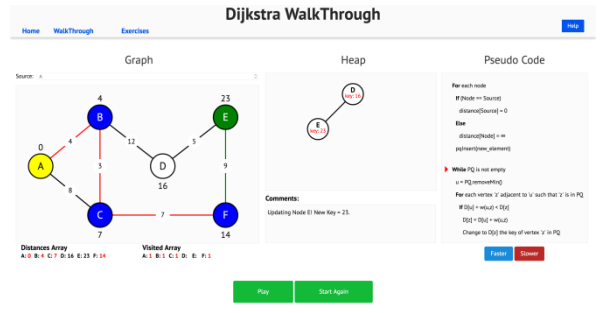 Dijkstra WalkThrough
Home WalkThrough Exercises
Help
Graph
Source: A
4
B
23
E
0
A
4
12
5
3
D
16
9
8
C
7
7
F
14
Distances Array
A: 0 B: 4 C: 7 D: 16 E: 23 F: 14
Visited Array
A: 1 B: 1 C: 1 D: E: F: 1
Heap
D
key: 16
E
key: 23
Comments:
Updating Node E! New Key = 23.
Pseudo Code
For each node
If (Node == Source)
distance[Source] = 0
Else
distance[Node] = ∞
pq.insert(new_element)
While PQ is not empty
u = PQ.removeMin()
For each vertex 'z' adjacent to 'u' such that 'z' is in PQ
If D[u] + w(u,z) < D[z]
D[z] = D[u] + w(u,z)
Change to D[z] the key of vertex 'z' in PQ
Faster Slower
Play Start Again